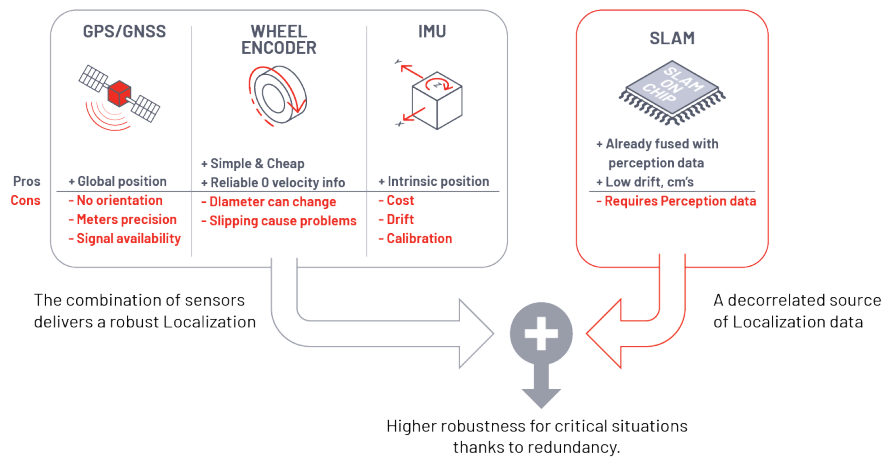 GPS/GNSS
WHEEL
ENCODER
IMU
SLAM
SLAM
ON
CHIP
Pros
Cons
+ Global position
- No orientation
- Meters precision
- Signal availability
+ Simple & Cheap
+ Reliable 0 velocity info
- Diameter can change
- Slipping cause problems
+ Intrinsic position
- Cost
- Drift
- Calibration
+ Already fused with
perception data
+ Low drift, cm's
- Requires Perception data
The combination of sensors
delivers a robust Localization
A decorrelated source
of Localization data
Higher robustness for critical situations
thanks to redundancy.